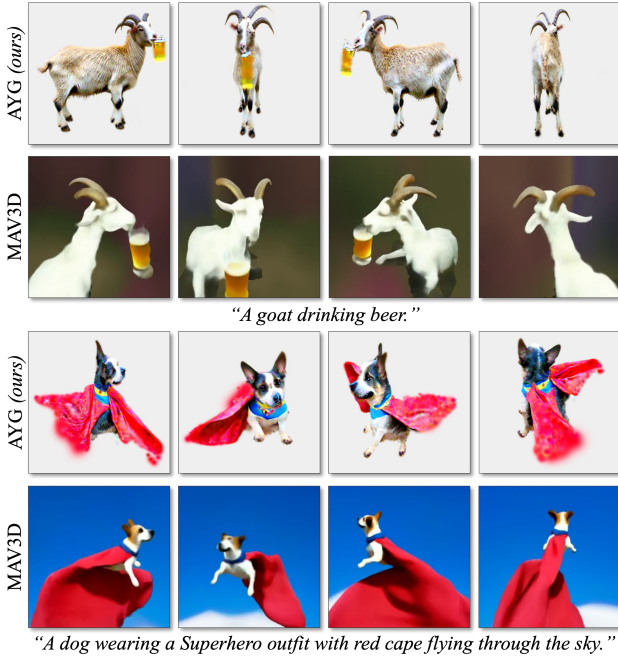 AYG (ours)
MAV3D
“A goat drinking beer.”
AYG (ours)
MAV3D
“A dog wearing a Superhero outfit with red cape flying through the sky.”